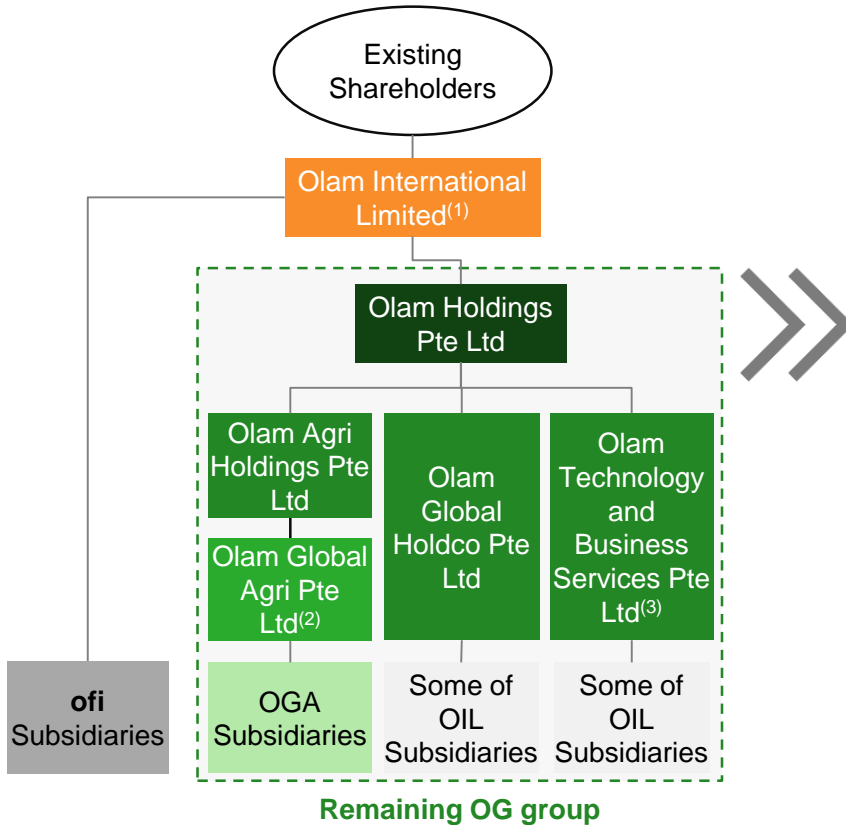 Existing
Shareholders
Olam International
Limited(1)
Olam Holdings
Pte Ltd
Olam Agri
Holdings Pte
Ltd
Olam Global
Agri Pte
Ltd(2)
Olam
Global
Holdco Pte
Ltd
Olam
Technology
and
Business
Services Pte
Ltd(3)
ofi
Subsidiaries
OGA
Subsidiaries
Some of
OIL
Subsidiaries
Some of
OIL
Subsidiaries
Remaining OG group